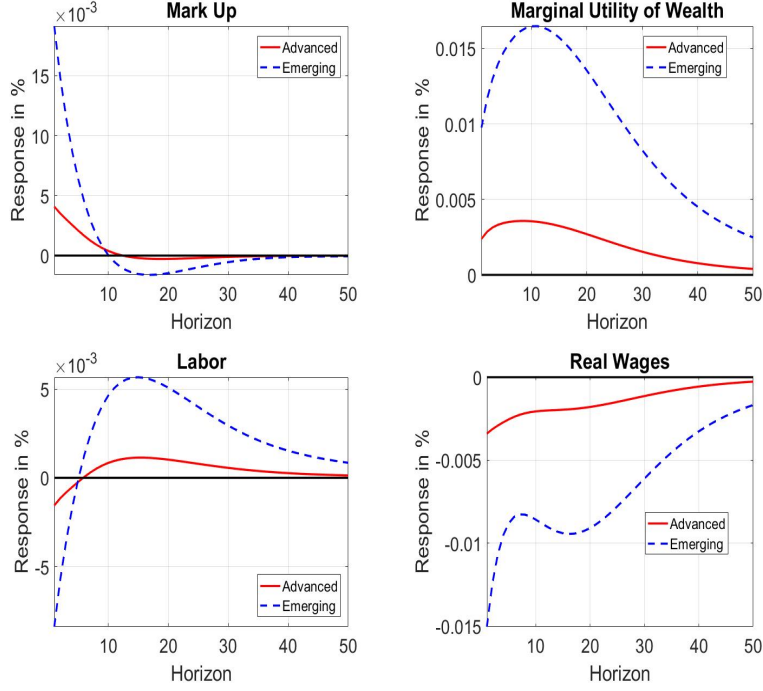 Mark Up
×10⁻³
15
10
5
0
Response in %
10 20 30 40 50
Horizon
Advanced
Emerging
Marginal Utility of Wealth
0.015
0.01
0.005
0
Response in %
10 20 30 40 50
Horizon
Advanced
Emerging
Labor
×10⁻³
5
0
-5
Response in %
10 20 30 40 50
Horizon
Advanced
Emerging
Real Wages
0
-0.005
-0.01
-0.015
Response in %
10 20 30 40 50
Horizon
Advanced
Emerging